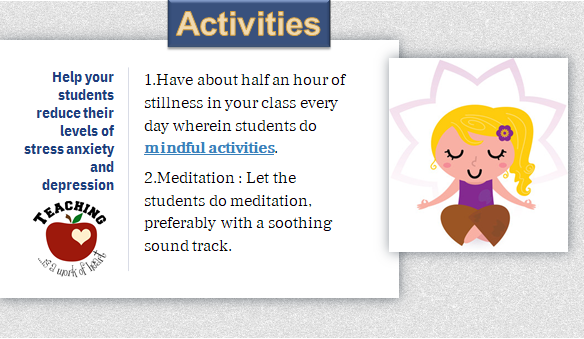 Activities
Help your
students
reduce their
levels of
stress anxiety
and
depression
TEACHING
...is a work of heart
1.Have about half an hour of
stillness in your class every
day wherein students do
mindful activities.
2.Meditation : Let the
students do meditation,
preferably with a soothing
sound track.